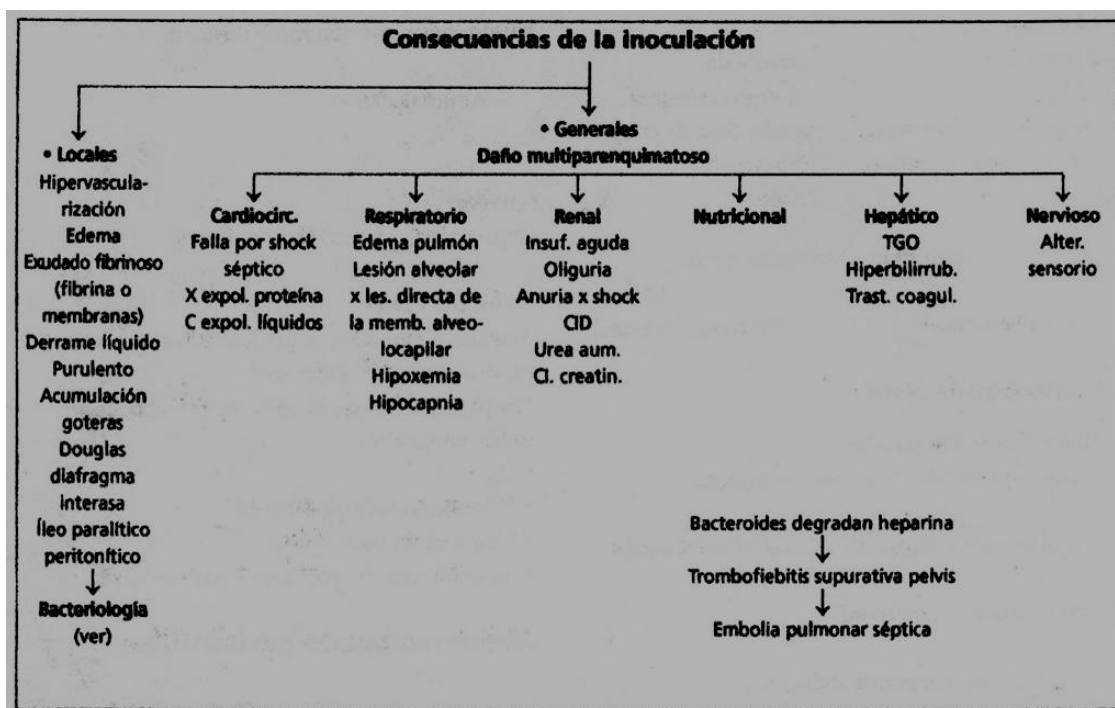 Consecuencias de la inoculación
• Locales
Hipervascula-
rización
Edema
Exudado fibrinoso
(fibrina o
membranas)
Derrame líquido
Purulento
Acumulación
goteras
Douglas
diafragma
interasa
Íleo paralítico
peritonítico
Bacteriología
(ver)
• Generales
Daño multiparenquimatoso
Cardiocirc.
Falla por shock
séptico
X expol. proteína
C expol. líquidos
Respiratorio
Edema pulmón
Lesión alveolar
x les. directa de
la memb. alveo-
locapilar
Hipoxemia
Hipocapnia
Renal
Insuf. aguda
Oliguria
Anuria x shock
CID
Urea aum.
Cl. creatin.
Nutricional
Hepático
TGO
Hiperbilirrub.
Trast. coagul.
Nervioso
Alter.
sensorio
Bacteroides degradan heparina
Tromboflebitis supurativa pelvis
Embolia pulmonar séptica